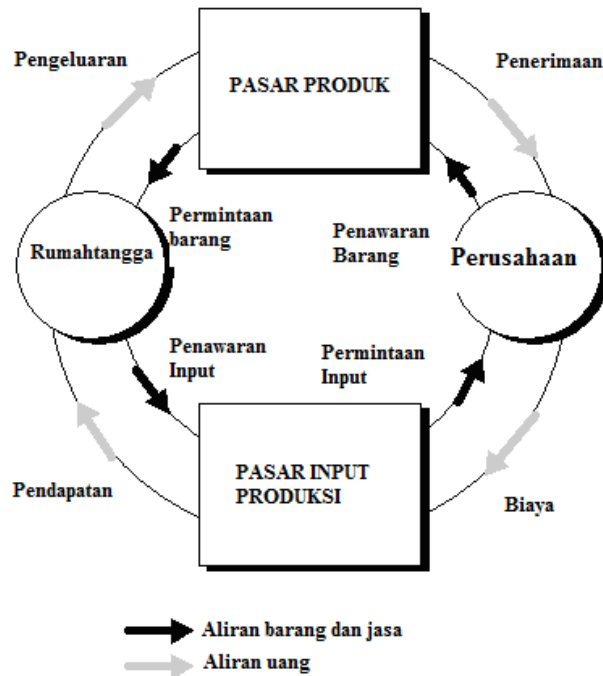 Pengeluaran
PASAR PRODUK
Penerimaan
Permintaan
barang
Penawaran
Barang
Rumahtangga
Perusahaan
Penawaran
Input
Permintaan
Input
PASAR INPUT
PRODUKSI
Pendapatan
Biaya
Aliran barang dan jasa
Aliran uang